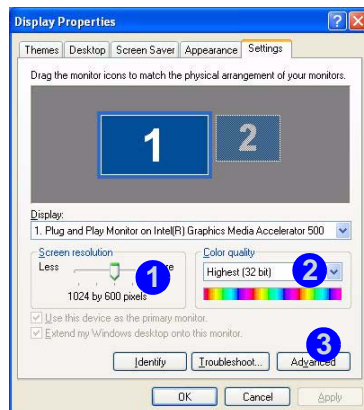 Display Properties
Themes Desktop Screen Saver Appearance Settings
Drag the monitor icons to match the physical arrangement of your monitors.
1 2
Display:
1. Plug and Play Monitor on Intel(R) Graphics Media Accelerator 500
Screen resolution
Less 1 re
1024 by 600 pixels
Color quality
Highest (32 bit) 2
Use this device as the primary monitor.
Extend my Windows desktop onto this monitor.
3
Identify Troubleshoot... Advanced
OK Cancel Apply